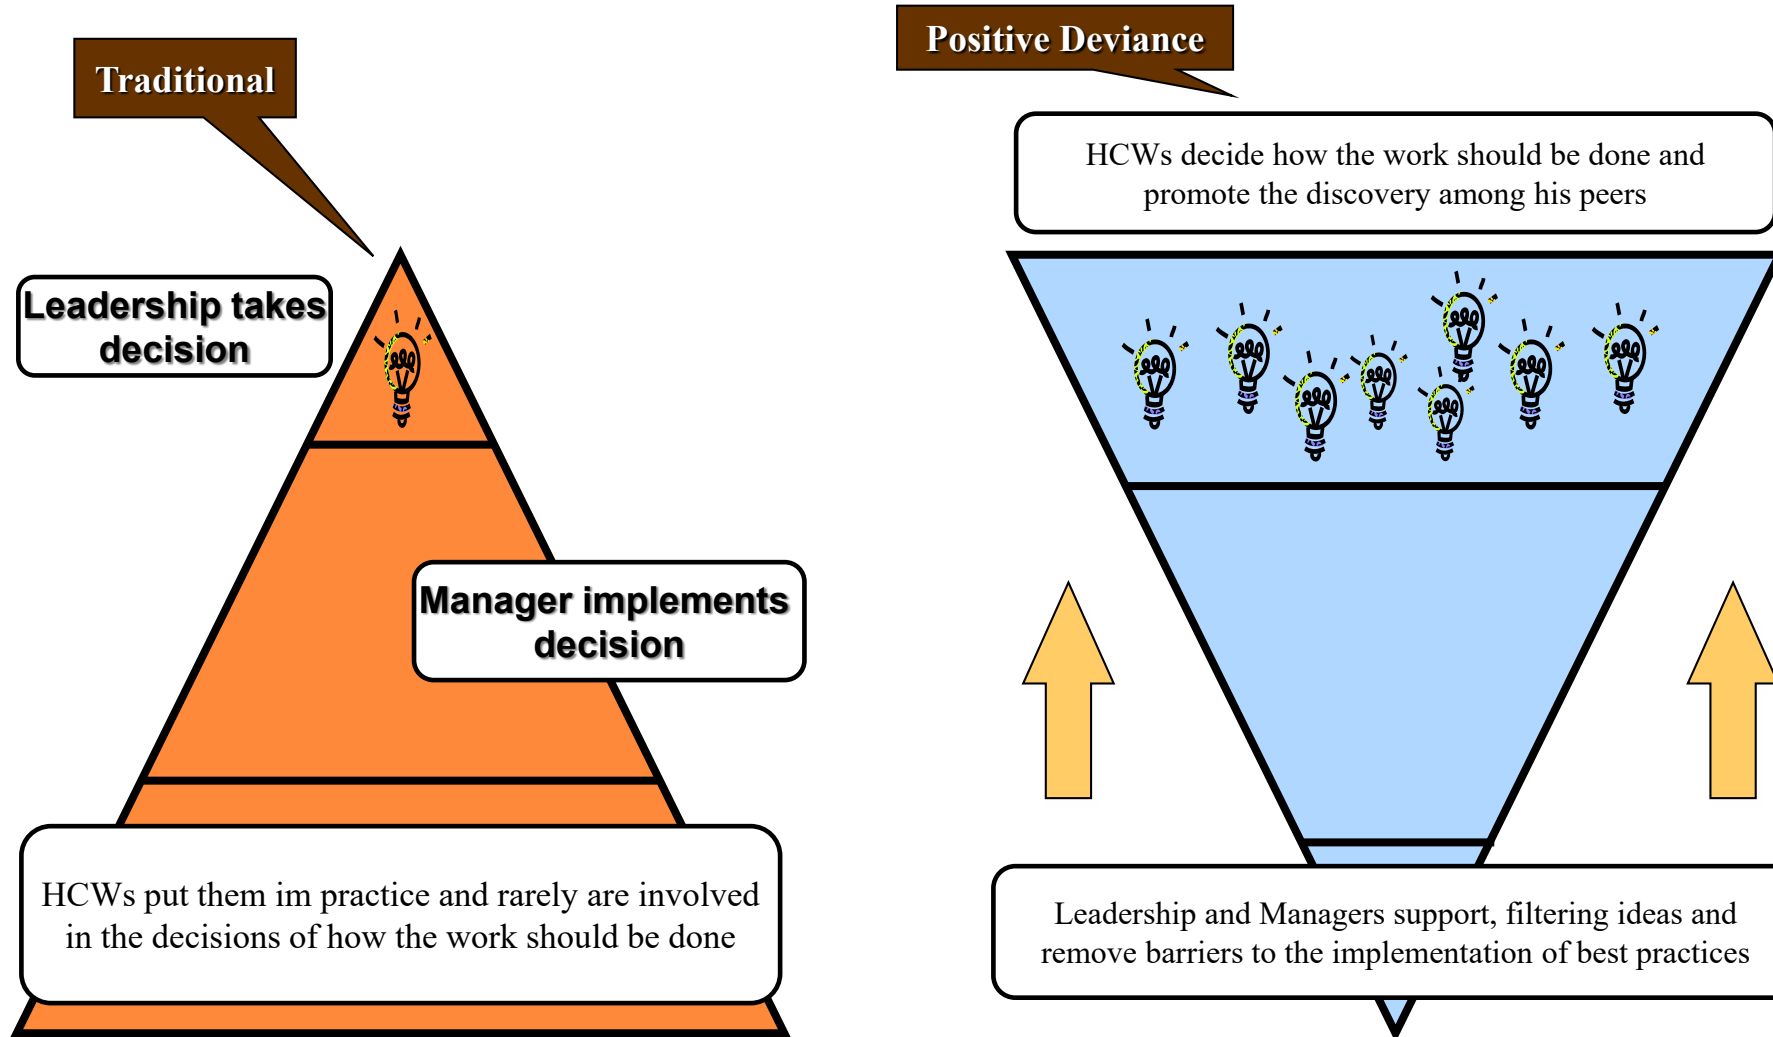 Traditional
Leadership takes
decision
Manager implements
decision
HCWs put them im practice and rarely are involved
in the decisions of how the work should be done
Positive Deviance
HCWs decide how the work should be done and
promote the discovery among his peers
Leadership and Managers support, filtering ideas and
remove barriers to the implementation of best practices